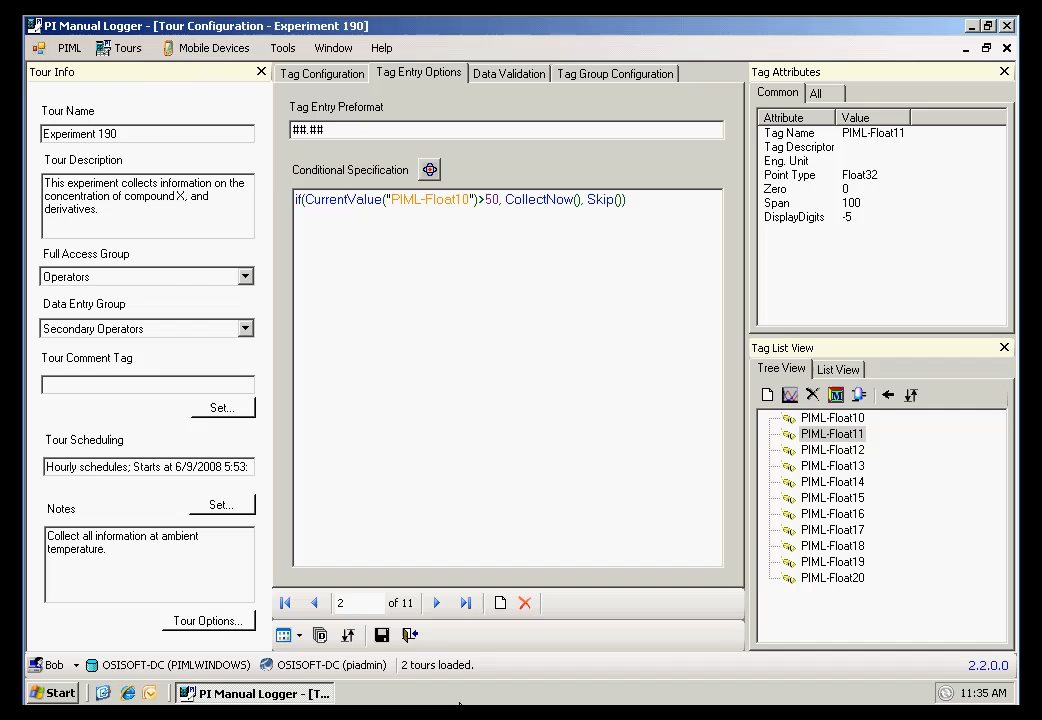 PI Manual Logger - [Tour Configuration - Experiment 190]
PIML Tours Mobile Devices Tools Window Help
Tour Info
Tour Name
Experiment 190
Tour Description
This experiment collects information on the
concentration of compound X, and
derivatives.
Full Access Group
Operators
Data Entry Group
Secondary Operators
Tour Comment Tag
Set...
Tour Scheduling
Hourly schedules; Starts at 6/9/2008 5:53:
Notes
Set...
Collect all information at ambient
temperature.
Tour Options...
Tag Configuration Tag Entry Options Data Validation Tag Group Configuration
Tag Entry Preformat
##.##
Conditional Specification
if(CurrentValue("PIML-Float10")>50, CollectNow(), Skip())
2 of 11
Tag Attributes
Common All
Attribute Value
Tag Name PIML-Float11
Tag Descriptor
Eng. Unit
Point Type Float32
Zero 0
Span 100
DisplayDigits -5
Tag List View
Tree View List View
PIML-Float10
PIML-Float11
PIML-Float12
PIML-Float13
PIML-Float14
PIML-Float15
PIML-Float16
PIML-Float17
PIML-Float18
PIML-Float19
PIML-Float20
Bob OSISOFT-DC (PIMLWINDOWS) OSISOFT-DC (piadmin) 2 tours loaded. 2.2.0.0
Start PI Manual Logger - [T... 11:35 AM